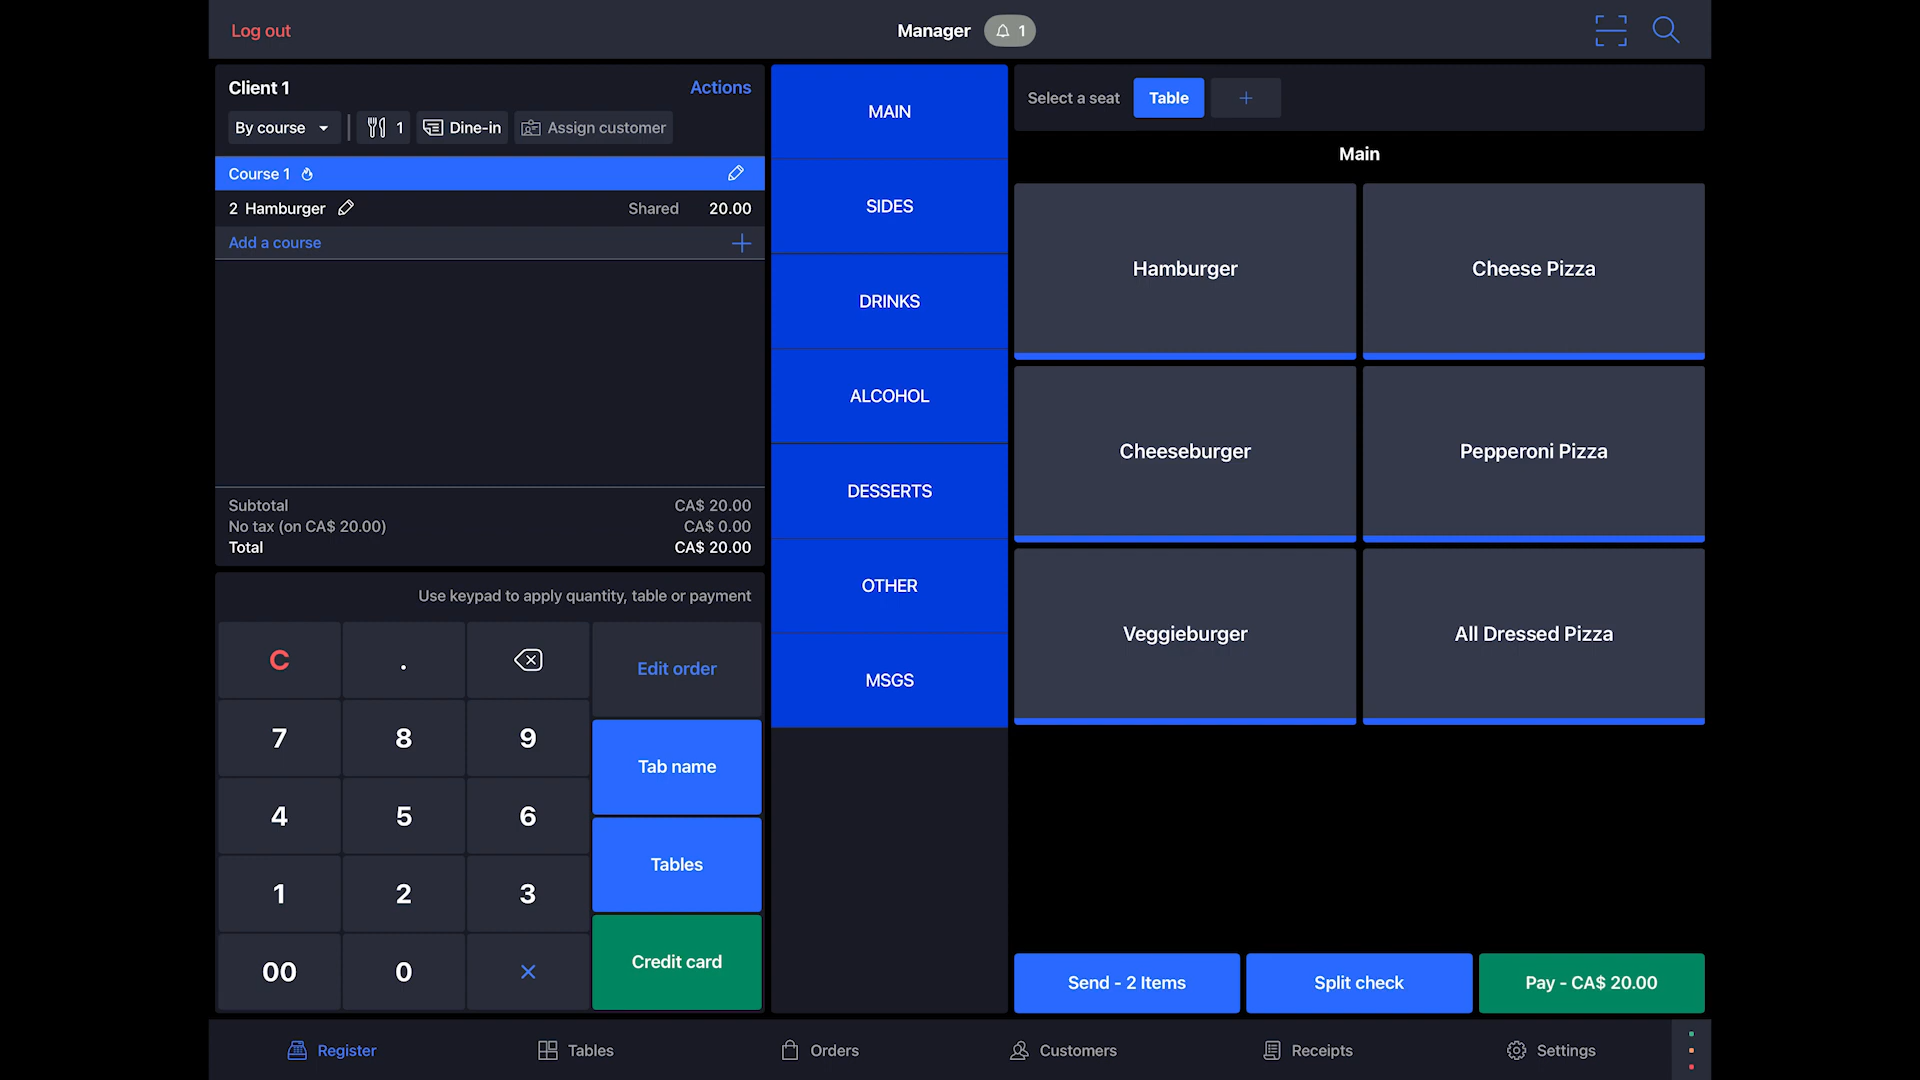 Log out
Manager 1
Client 1 Actions
By course 1 Dine-in Assign customer
Course 1
2 Hamburger Shared 20.00
Add a course
Subtotal CA$ 20.00
No tax (on CA$ 20.00) CA$ 0.00
Total CA$ 20.00
Use keypad to apply quantity, table or payment
C .
7 8 9
4 5 6
1 2 3
00 0 ×
Edit order
Tab name
Tables
Credit card
MAIN
SIDES
DRINKS
ALCOHOL
DESSERTS
OTHER
MSGS
Select a seat Table +
Main
Hamburger Cheese Pizza
Cheeseburger Pepperoni Pizza
Veggieburger All Dressed Pizza
Send - 2 Items Split check Pay - CA$ 20.00
Register Tables Orders Customers Receipts Settings